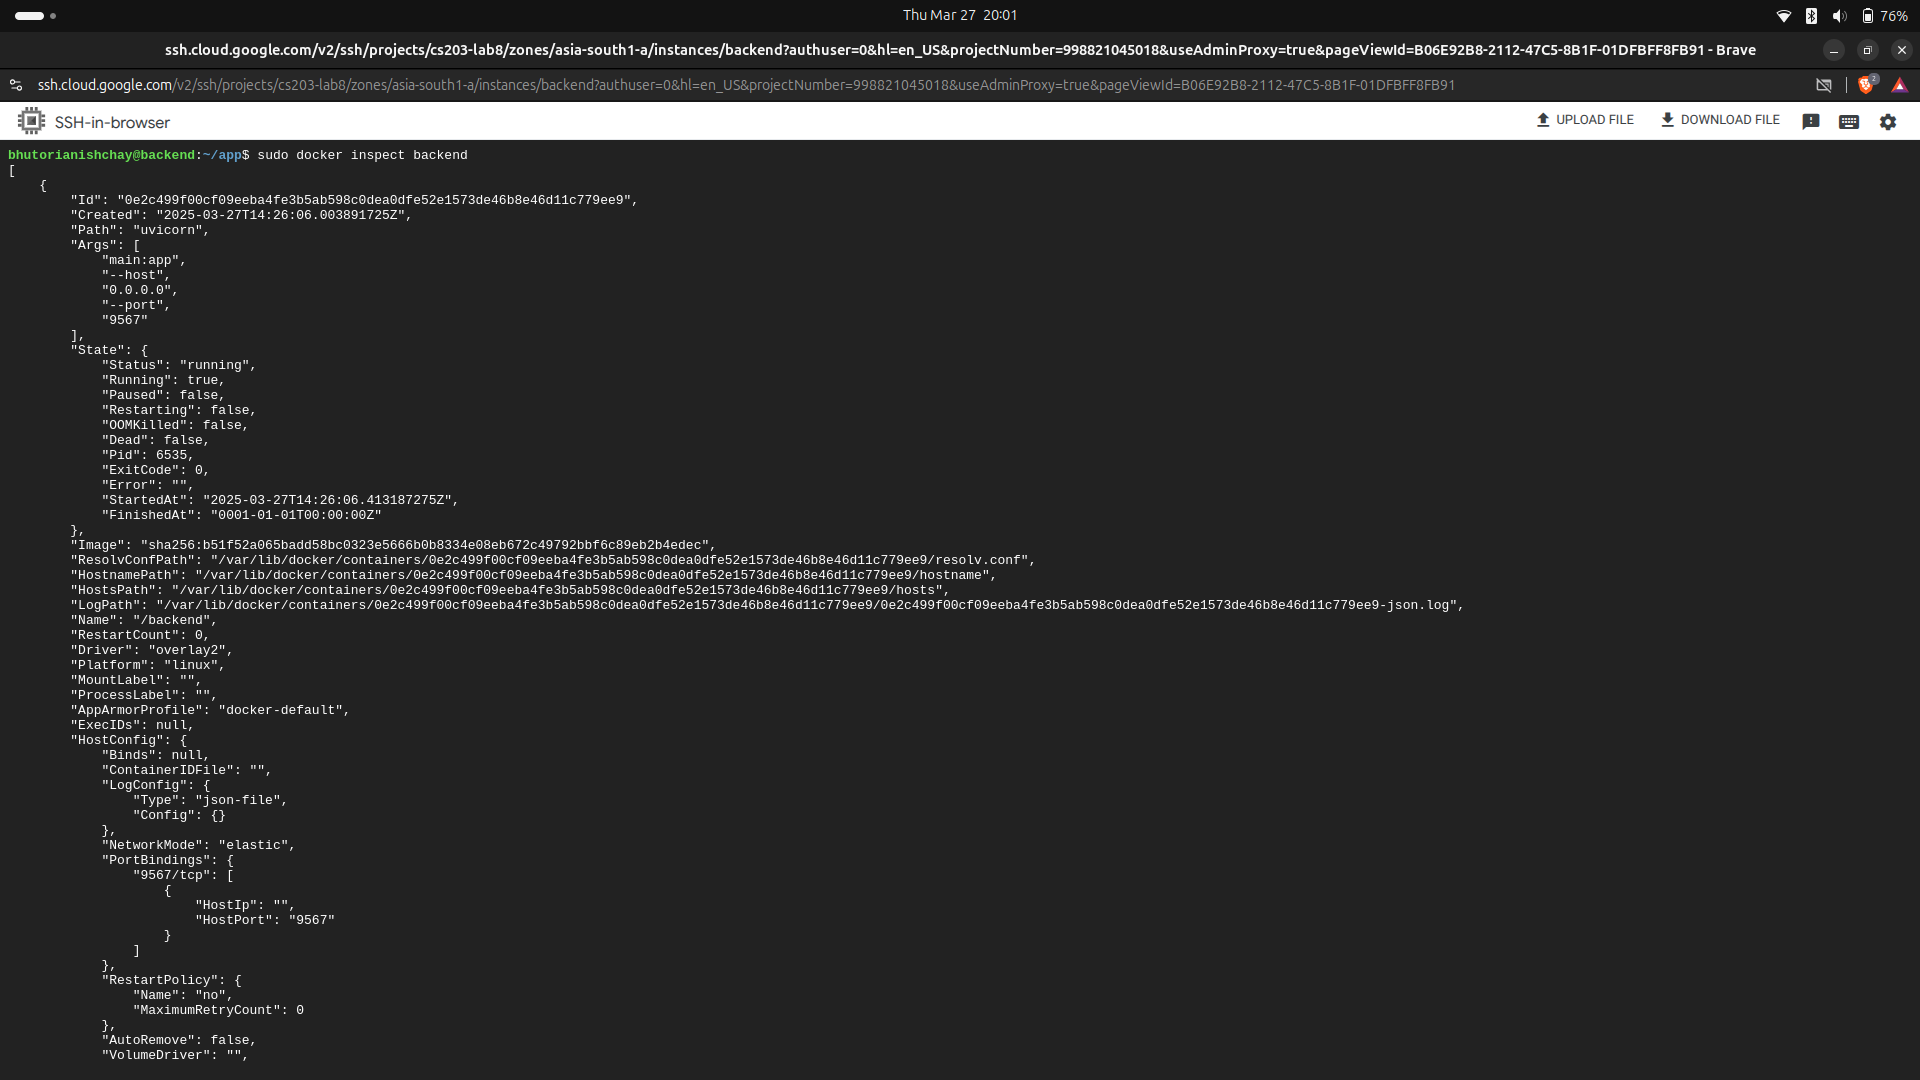 Thu Mar 27  20:01
76%
ssh.cloud.google.com/v2/ssh/projects/cs203-lab8/zones/asia-south1-a/instances/backend?authuser=0&hl=en_US&projectNumber=998821045018&useAdminProxy=true&pageViewId=B06E92B8-2112-47C5-8B1F-01DFBFF8FB91 - Brave
ssh.cloud.google.com/v2/ssh/projects/cs203-lab8/zones/asia-south1-a/instances/backend?authuser=0&hl=en_US&projectNumber=998821045018&useAdminProxy=true&pageViewId=B06E92B8-2112-47C5-8B1F-01DFBFF8FB91
2
SSH-in-browser
UPLOAD FILE
DOWNLOAD FILE
bhutorianishchay@backend:~/app$ sudo docker inspect backend
[
    {
        "Id": "0e2c499f00cf09eeba4fe3b5ab598c0dea0dfe52e1573de46b8e46d11c779ee9",
        "Created": "2025-03-27T14:26:06.003891725Z",
        "Path": "uvicorn",
        "Args": [
            "main:app",
            "--host",
            "0.0.0.0",
            "--port",
            "9567"
        ],
        "State": {
            "Status": "running",
            "Running": true,
            "Paused": false,
            "Restarting": false,
            "OOMKilled": false,
            "Dead": false,
            "Pid": 6535,
            "ExitCode": 0,
            "Error": "",
            "StartedAt": "2025-03-27T14:26:06.413187275Z",
            "FinishedAt": "0001-01-01T00:00:00Z"
        },
        "Image": "sha256:b51f52a065badd58bc0323e5666b0b8334e08eb672c49792bbf6c89eb2b4edec",
        "ResolvConfPath": "/var/lib/docker/containers/0e2c499f00cf09eeba4fe3b5ab598c0dea0dfe52e1573de46b8e46d11c779ee9/resolv.conf",
        "HostnamePath": "/var/lib/docker/containers/0e2c499f00cf09eeba4fe3b5ab598c0dea0dfe52e1573de46b8e46d11c779ee9/hostname",
        "HostsPath": "/var/lib/docker/containers/0e2c499f00cf09eeba4fe3b5ab598c0dea0dfe52e1573de46b8e46d11c779ee9/hosts",
        "LogPath": "/var/lib/docker/containers/0e2c499f00cf09eeba4fe3b5ab598c0dea0dfe52e1573de46b8e46d11c779ee9/0e2c499f00cf09eeba4fe3b5ab598c0dea0dfe52e1573de46b8e46d11c779ee9-json.log",
        "Name": "/backend",
        "RestartCount": 0,
        "Driver": "overlay2",
        "Platform": "linux",
        "MountLabel": "",
        "ProcessLabel": "",
        "AppArmorProfile": "docker-default",
        "ExecIDs": null,
        "HostConfig": {
            "Binds": null,
            "ContainerIDFile": "",
            "LogConfig": {
                "Type": "json-file",
                "Config": {}
            },
            "NetworkMode": "elastic",
            "PortBindings": {
                "9567/tcp": [
                    {
                        "HostIp": "",
                        "HostPort": "9567"
                    }
                ]
            },
            "RestartPolicy": {
                "Name": "no",
                "MaximumRetryCount": 0
            },
            "AutoRemove": false,
            "VolumeDriver": "",